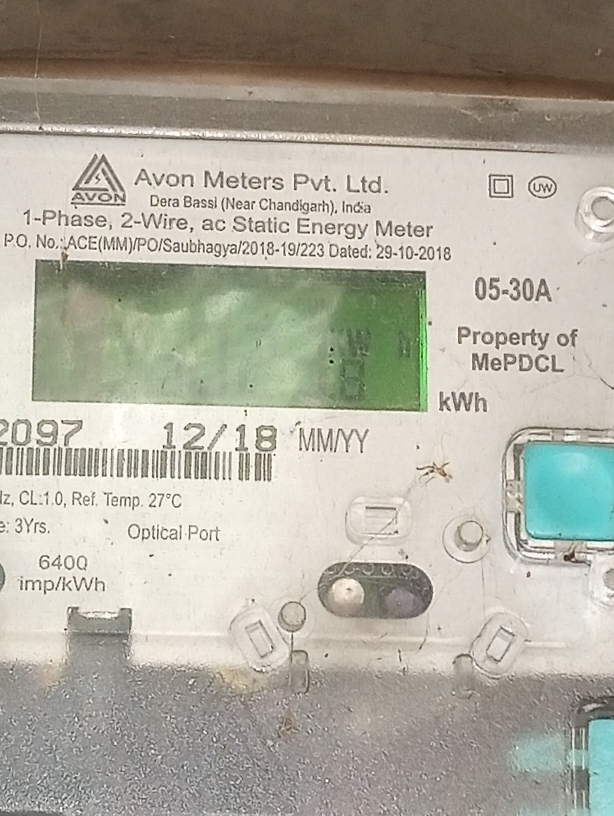 AVON
Avon Meters Pvt. Ltd.
Dera Bassi (Near Chandigarh), India
UW
1-Phase, 2-Wire, ac Static Energy Meter
P.O. No.:ACE(MM)/PO/Saubhagya/2018-19/223 Dated: 29-10-2018
05-30A
Property of
MePDCL
kWh
2097 12/18 MM/YY
Hz, CL.1.0, Ref. Temp. 27°C
e: 3Yrs. Optical Port
6400
imp/kWh